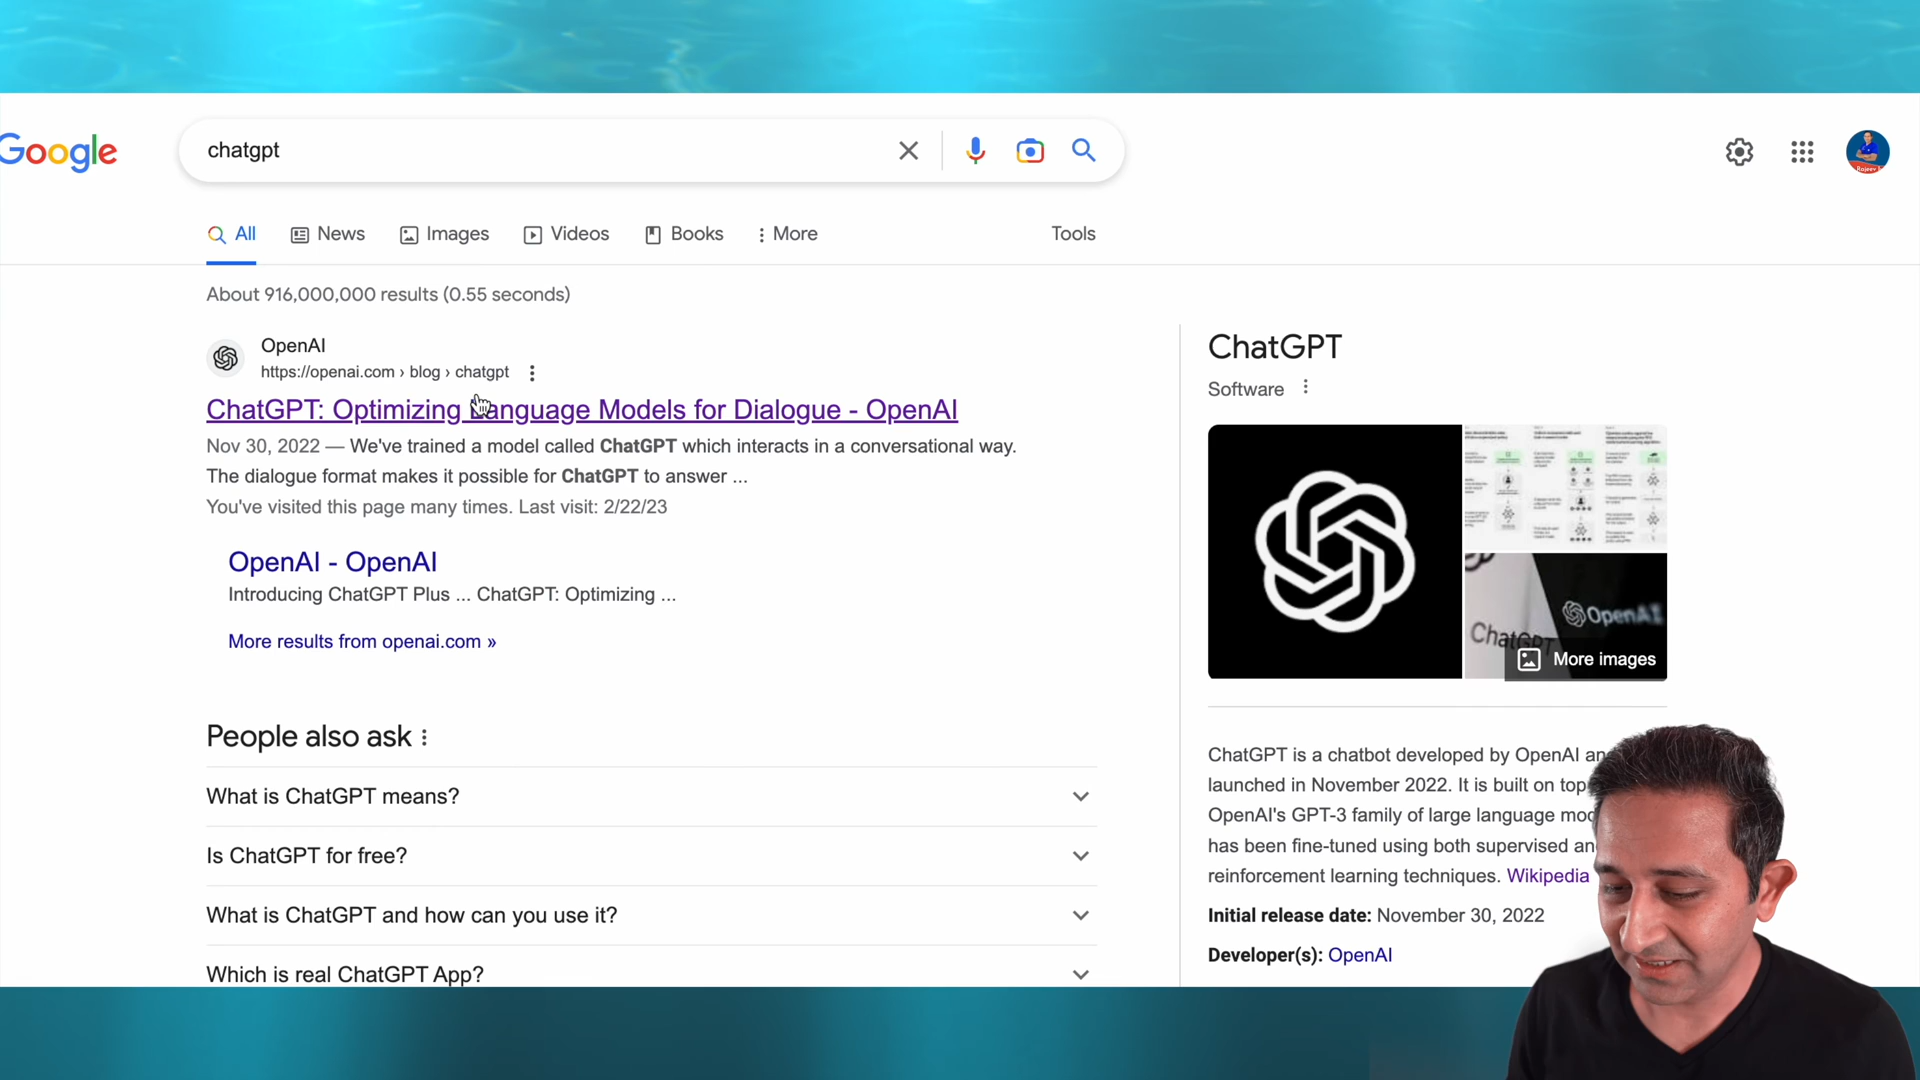 Google
chatgpt
All
News
Images
Videos
Books
More
Tools
About 916,000,000 results (0.55 seconds)
OpenAI
https://openai.com › blog › chatgpt
ChatGPT: Optimizing Language Models for Dialogue - OpenAI
Nov 30, 2022 — We've trained a model called ChatGPT which interacts in a conversational way.
The dialogue format makes it possible for ChatGPT to answer ...
You've visited this page many times. Last visit: 2/22/23
OpenAI - OpenAI
Introducing ChatGPT Plus ... ChatGPT: Optimizing ...
More results from openai.com »
People also ask
What is ChatGPT means?
Is ChatGPT for free?
What is ChatGPT and how can you use it?
Which is real ChatGPT App?
ChatGPT
Software
OpenAI
ChatGPT
More images
ChatGPT is a chatbot developed by OpenAI
launched in November 2022. It is built on top
OpenAI's GPT-3 family of large language
has been fine-tuned using both supervised
reinforcement learning techniques. Wikipedia
Initial release date: November 30, 2022
Developer(s): OpenAI